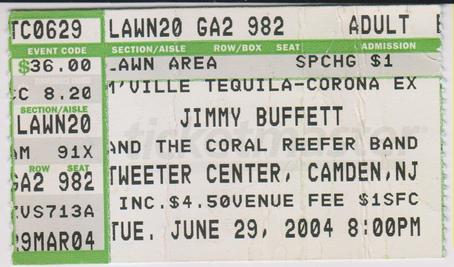 TC0629 LAWN20 GA2 982 ADULT
EVENT CODE SECTION/AISLE ROW/BOX SEAT ADMISSION
$36.00 LAWN AREA SPCHG $1
CC 8.20 M'VILLE TEQUILA-CORONA EX
SECTION/AISLE JIMMY BUFFETT
LAWN20 ticketmaster
AM 91X AND THE CORAL REEFER BAND
ROW SEAT
GA2 982 TWEETER CENTER, CAMDEN,NJ
CVS713A INC.$4.50VENUE FEE $1SFC
29MAR04 TUE. JUNE 29, 2004 8:00PM